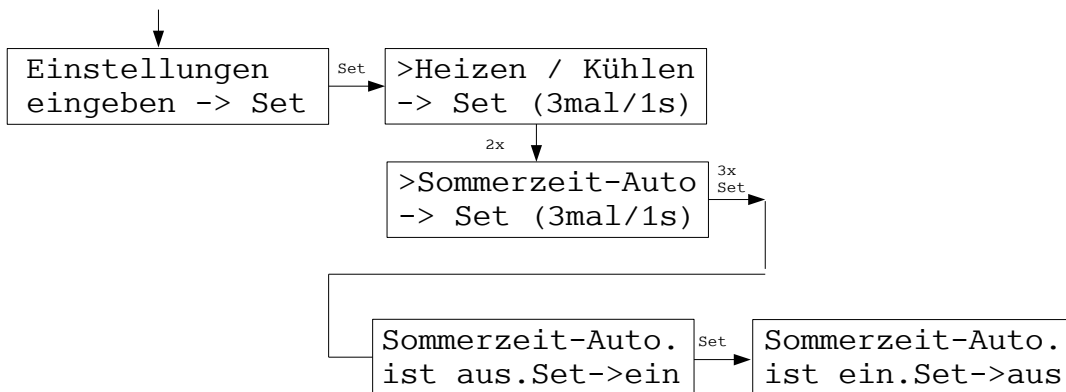 Einstellungen
eingeben -> Set
Set
>Heizen / Kühlen
-> Set (3mal/1s)
2x
>Sommerzeit-Auto
-> Set (3mal/1s)
3x
Set
Sommerzeit-Auto.
ist aus.Set->ein
Set
Sommerzeit-Auto.
ist ein.Set->aus